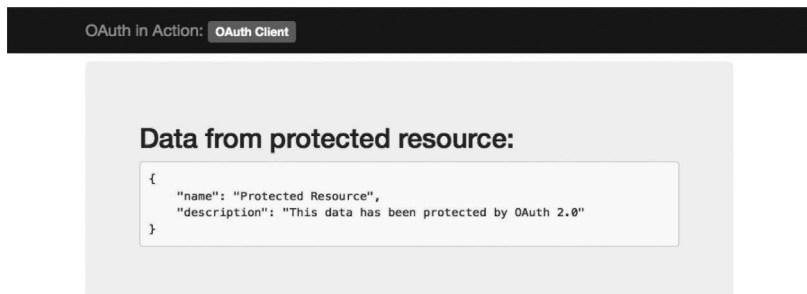 OAuth in Action: OAuth Client
Data from protected resource:
{
"name": "Protected Resource",
"description": "This data has been protected by OAuth 2.0"
}